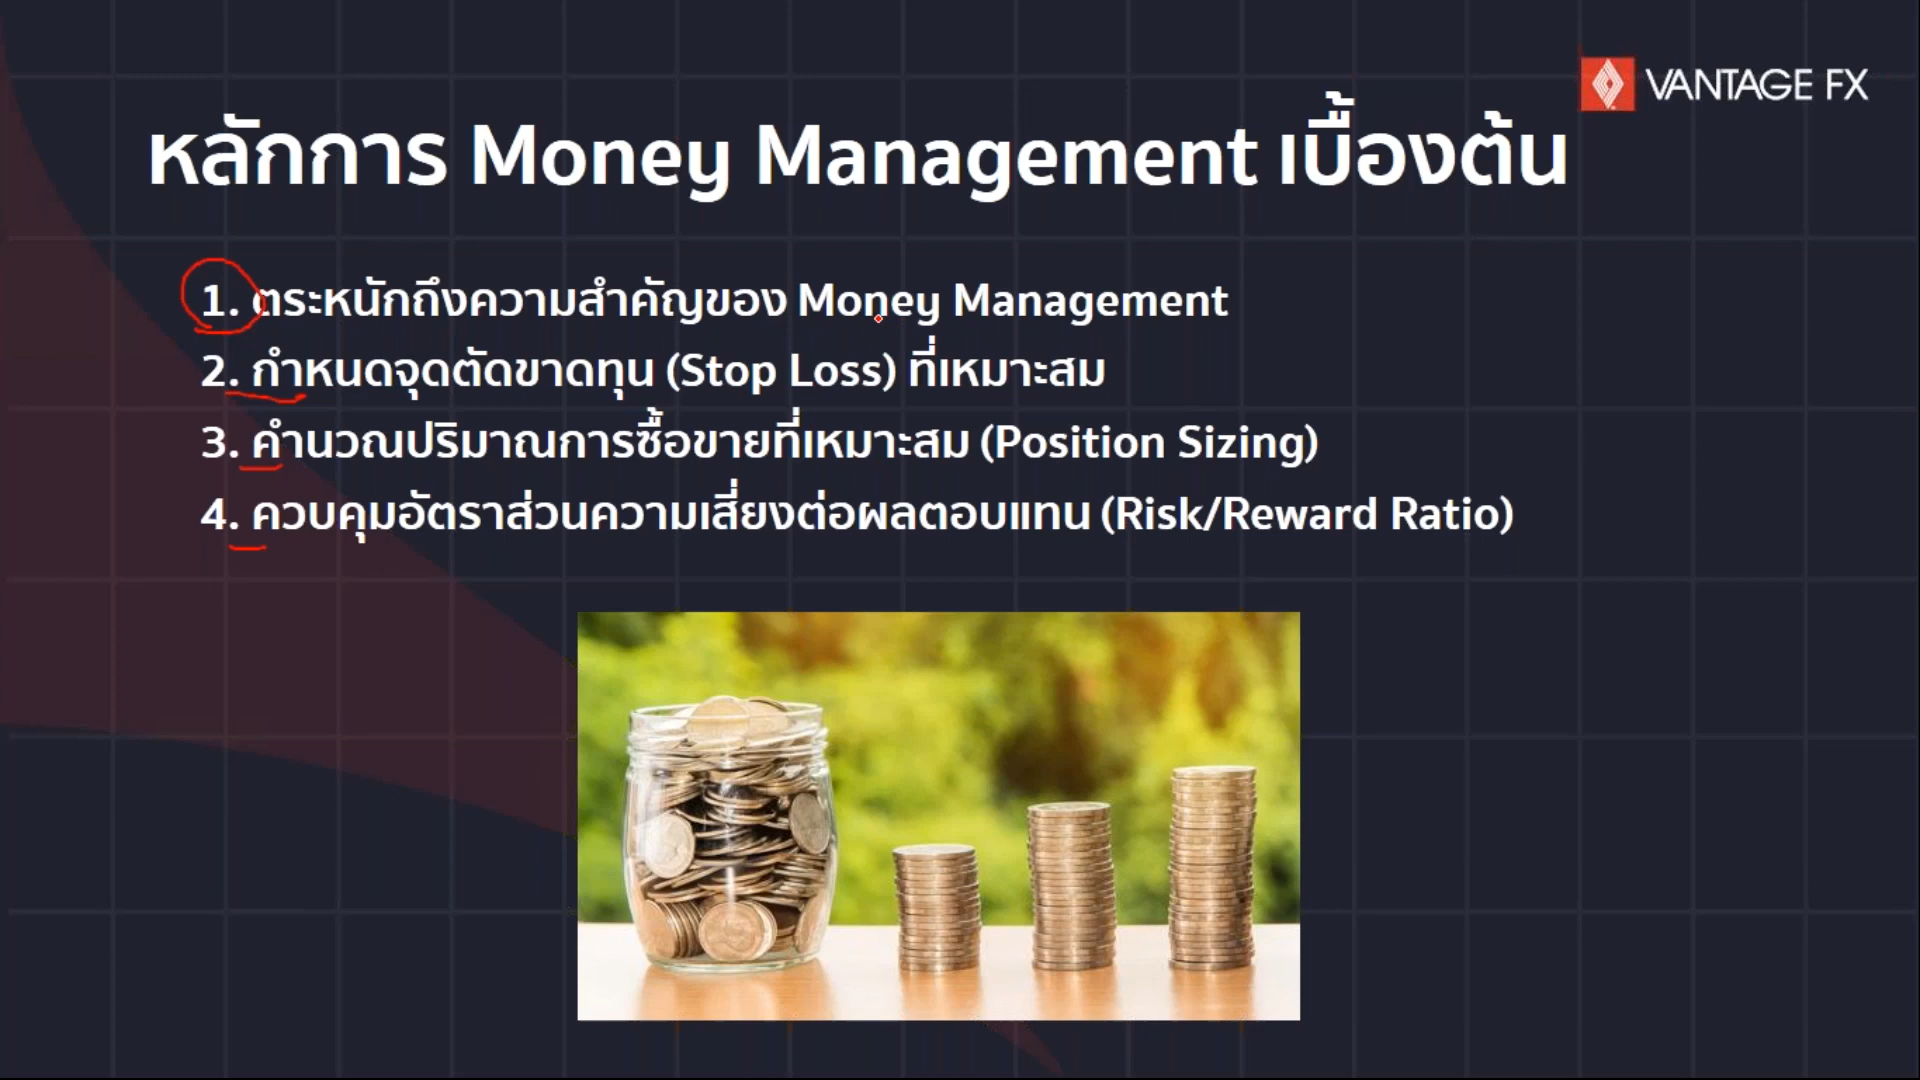 VANTAGE FX
หลักการ Money Management เบื้องต้น
1. ตระหนักถึงความสำคัญของ Money Management
2. กำหนดจุดตัดขาดทุน (Stop Loss) ที่เหมาะสม
3. คำนวณปริมาณการซื้อขายที่เหมาะสม (Position Sizing)
4. ควบคุมอัตราส่วนความเสี่ยงต่อผลตอบแทน (Risk/Reward Ratio)